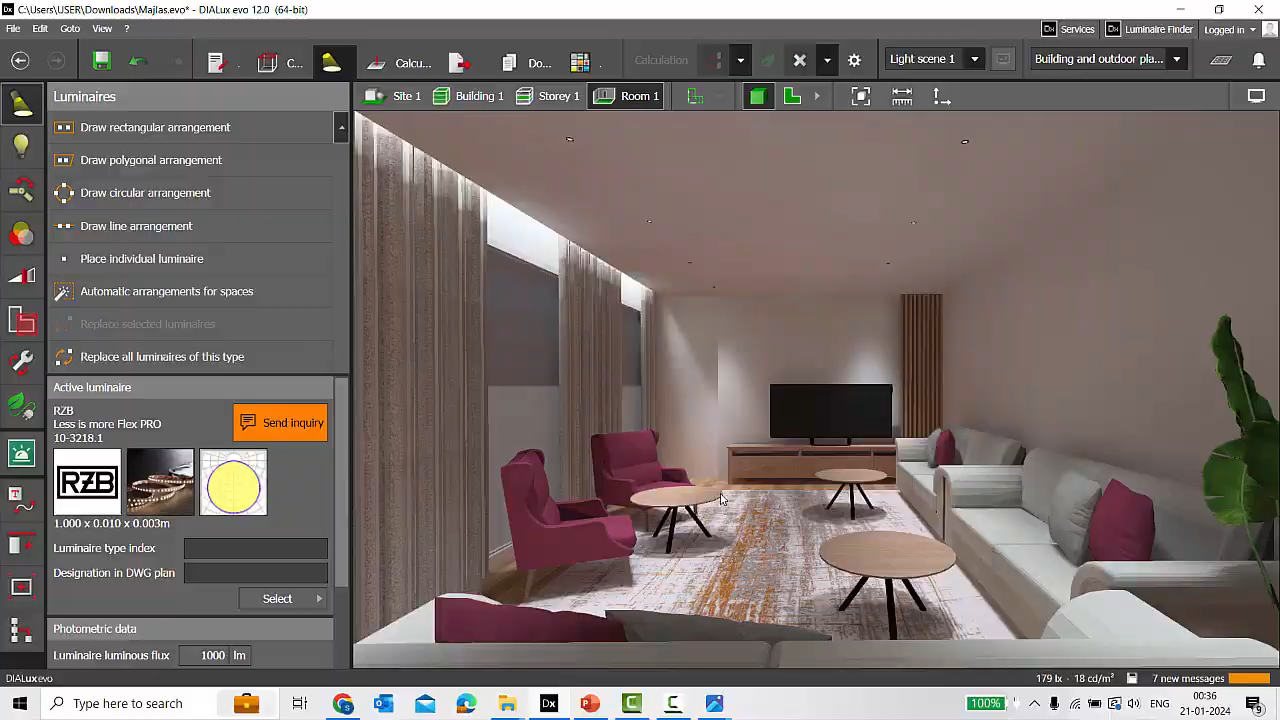 C:\Users\USER\Downloads\Majlas.evo* - DIALux evo 12.0 (64-bit)
File Edit Goto View ?
Services Luminaire Finder Logged in
C... Calcu... Do... Calculation Light scene 1 Building and outdoor pla...
Luminaires
Site 1 Building 1 Storey 1 Room 1
Draw rectangular arrangement
Draw polygonal arrangement
Draw circular arrangement
Draw line arrangement
Place individual luminaire
Automatic arrangements for spaces
Replace selected luminaires
Replace all luminaires of this type
Active luminaire
RZB
Less is more Flex PRO
10-3218.1
Send inquiry
RZB
1.000 x 0.010 x 0.003m
Luminaire type index
Designation in DWG plan
Select
Photometric data
Luminaire luminous flux 1000 lm
DIALux evo
179 lx - 18 cd/m² 7 new messages
Type here to search
100%
ENG
00:36
21-01-2024